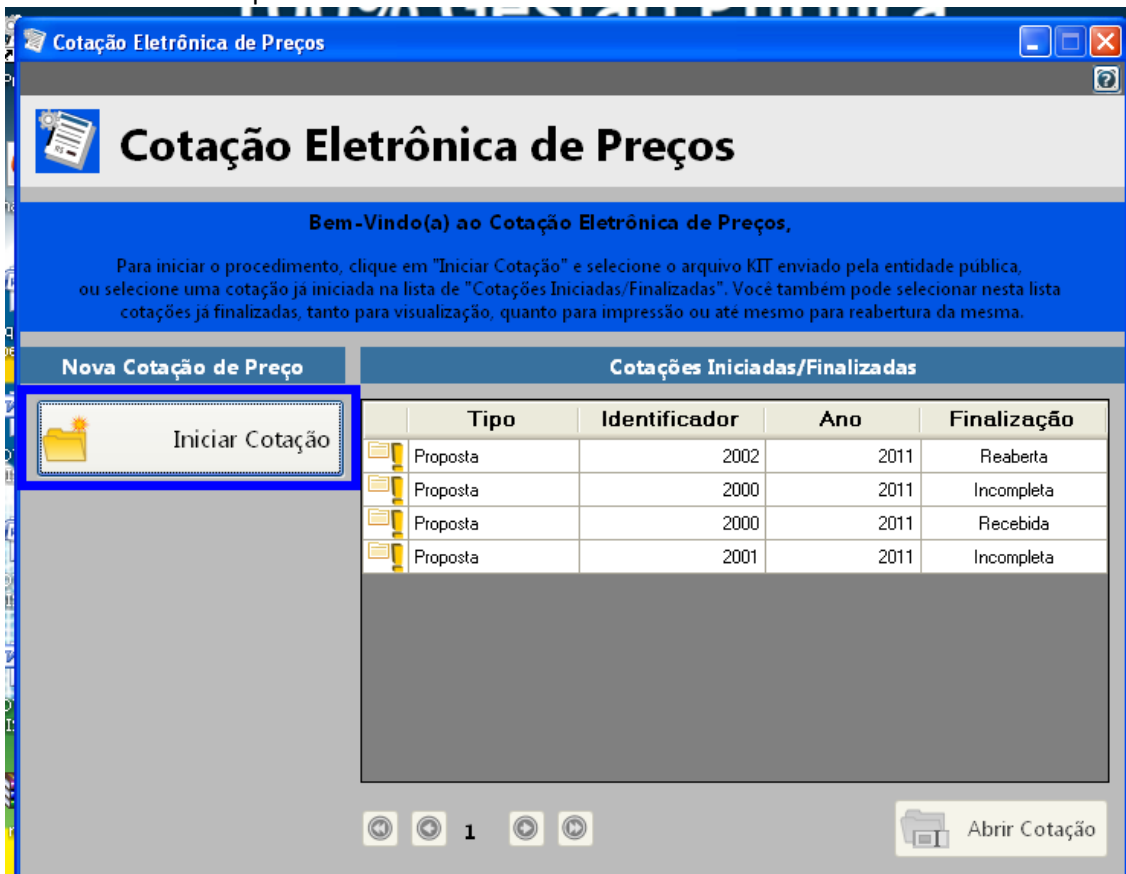 100% Gestão Pública
Cotação Eletrônica de Preços
Cotação Eletrônica de Preços
Bem-Vindo(a) ao Cotação Eletrônica de Preços,
Para iniciar o procedimento, clique em "Iniciar Cotação" e selecione o arquivo KIT enviado pela entidade pública,
ou selecione uma cotação já iniciada na lista de "Cotações Iniciadas/Finalizadas". Você também pode selecionar nesta lista
cotações já finalizadas, tanto para visualização, quanto para impressão ou até mesmo para reabertura da mesma.
Nova Cotação de Preço
Cotações Iniciadas/Finalizadas
Iniciar Cotação
Tipo Identificador Ano Finalização
Proposta 2002 2011 Reaberta
Proposta 2000 2011 Incompleta
Proposta 2000 2011 Recebida
Proposta 2001 2011 Incompleta
1
Abrir Cotação